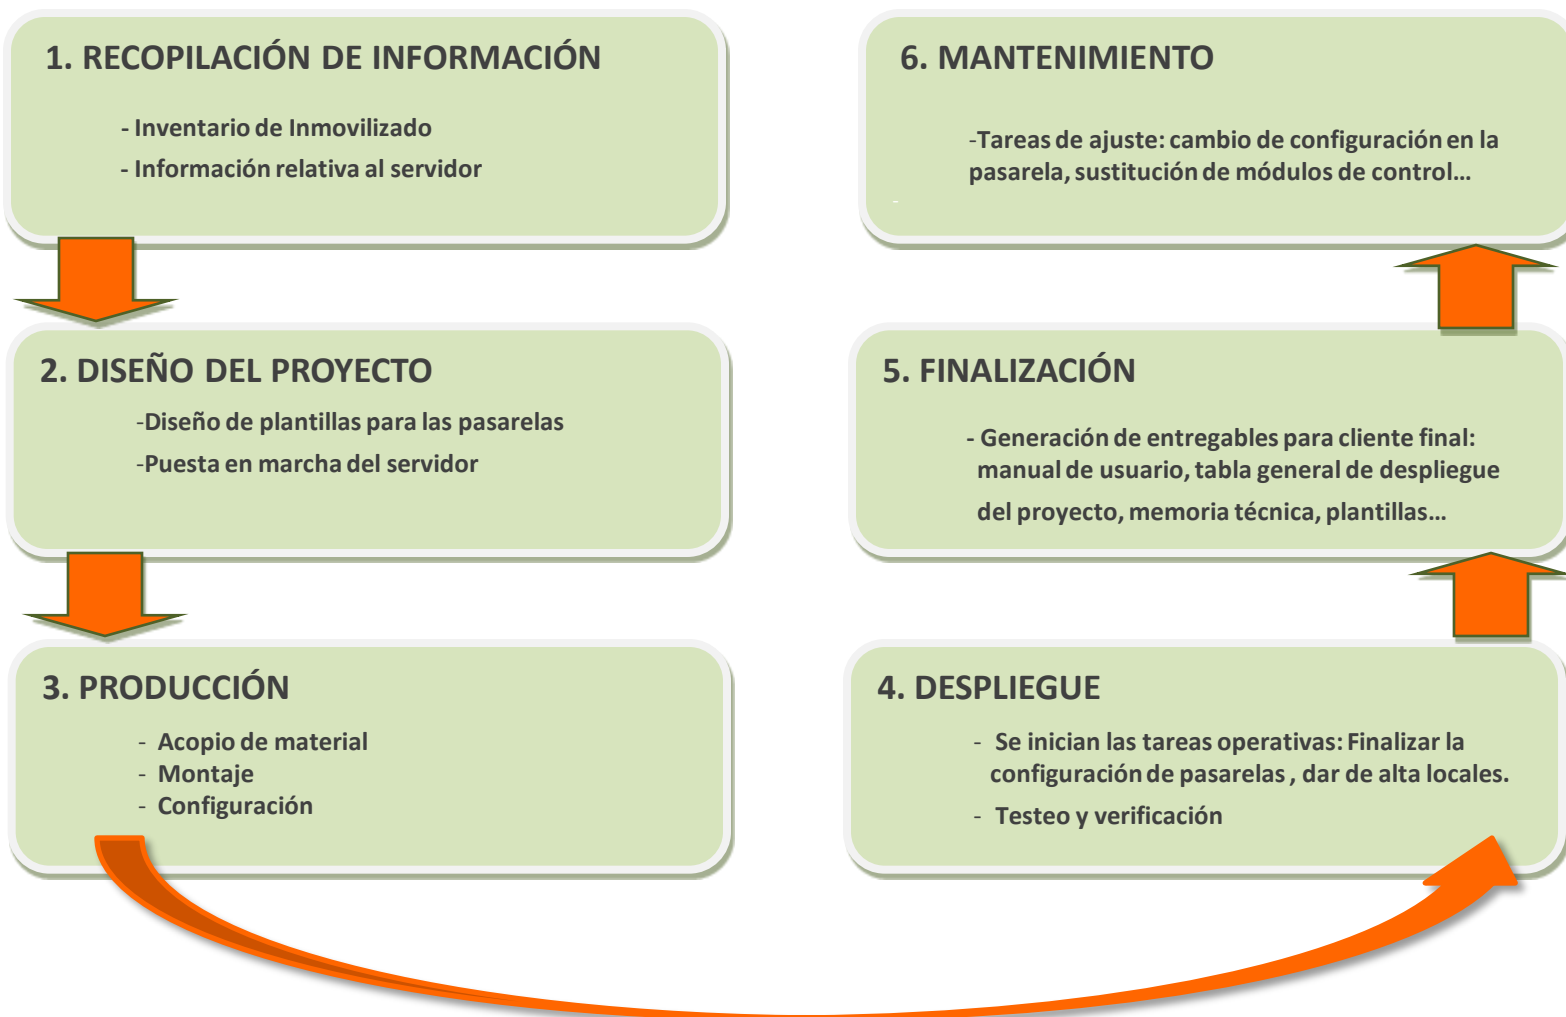 1. RECOPILACIÓN DE INFORMACIÓN
- Inventario de Inmovilizado
- Información relativa al servidor
2. DISEÑO DEL PROYECTO
-Diseño de plantillas para las pasarelas
-Puesta en marcha del servidor
3. PRODUCCIÓN
- Acopio de material
- Montaje
- Configuración
4. DESPLIEGUE
- Se inician las tareas operativas: Finalizar la
configuración de pasarelas , dar de alta locales.
- Testeo y verificación
5. FINALIZACIÓN
- Generación de entregables para cliente final:
manual de usuario, tabla general de despliegue
del proyecto, memoria técnica, plantillas...
6. MANTENIMIENTO
-Tareas de ajuste: cambio de configuración en la
pasarela, sustitución de módulos de control...
-